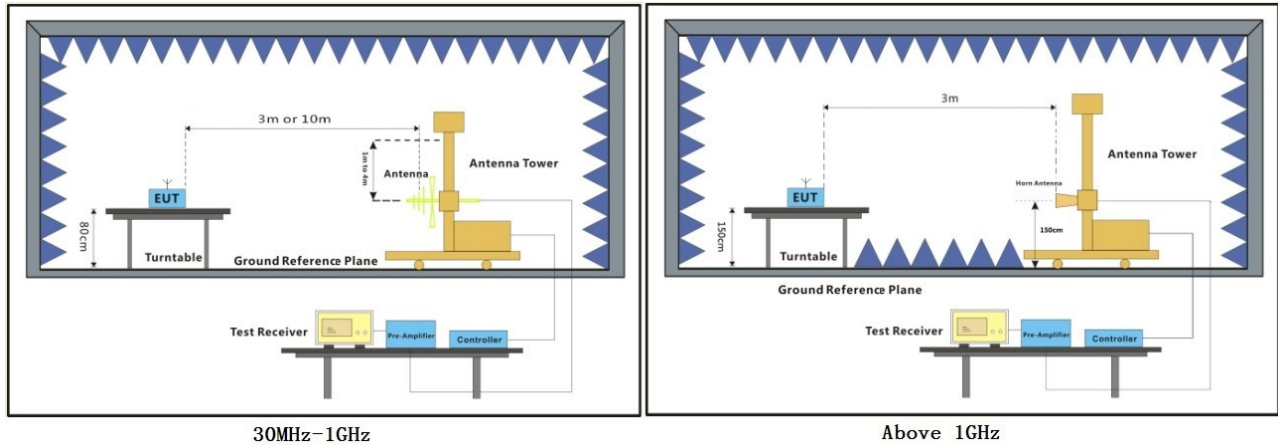 3m or 10m
1m to 4m
Antenna
Antenna Tower
EUT
80cm
Turntable
Ground Reference Plane
Test Receiver
Pre-Amplifier
Controller
30MHz-1GHz
3m
Antenna Tower
Horn Antenna
EUT
150cm
150cm
Turntable
Ground Reference Plane
Test Receiver
Pre-Amplifier
Controller
Above 1GHz